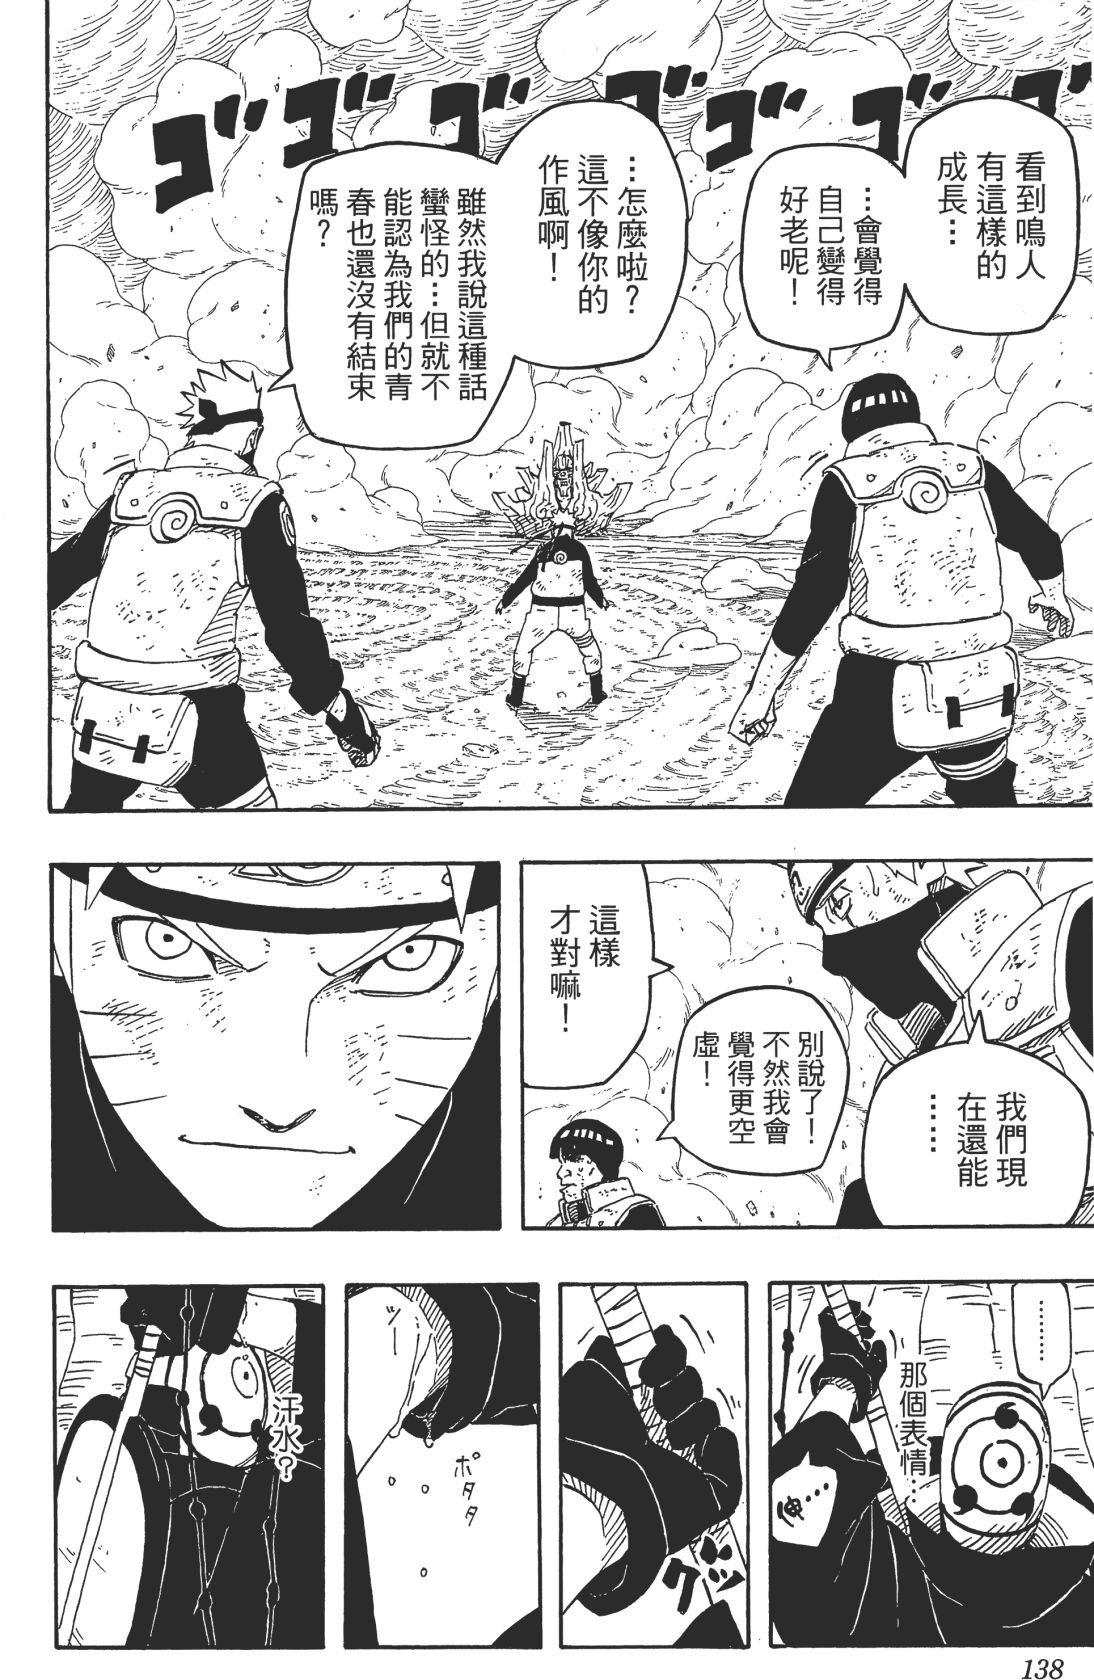 ゴゴゴゴゴゴ
看到鳴人
有這樣的
成長…
…會覺得
自己變得
好老呢！
…怎麼啦？
這不像你的
作風啊！
雖然我說這種話
蠻怪的…但就不
能認為我們的青
春也還沒有結束
嗎？
我們現
在還能
……
別說了！
不然我會
覺得更空
虛！
這樣
才對嘛！
………
那個表情…
伸…
グッ
ツー
ポタタ
汗水？
138